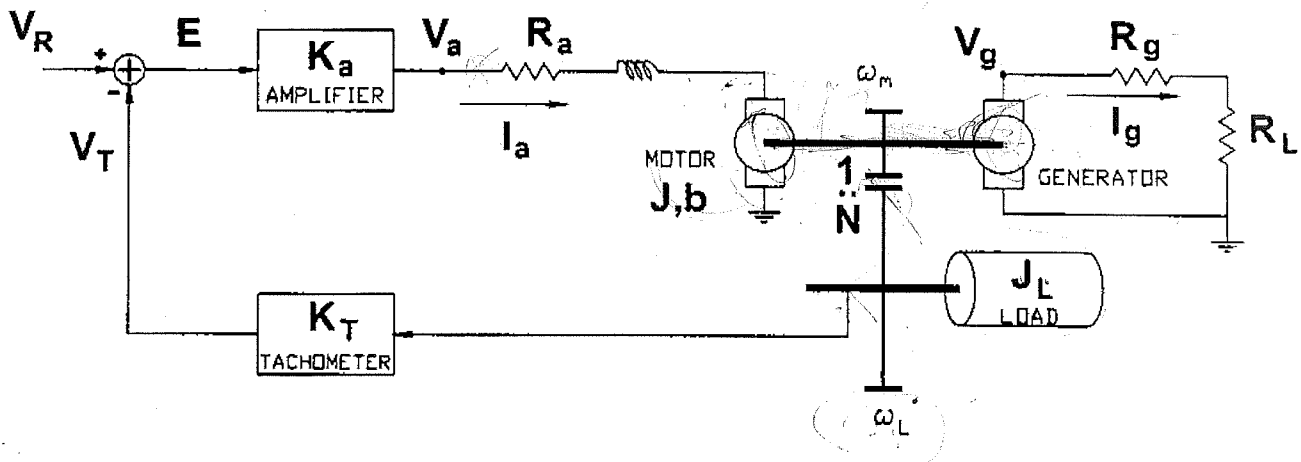 V_R
+
-
E
K_a
AMPLIFIER
V_a
R_a
I_a
V_T
MOTOR
J,b
ω_m
1
:
N
V_g
R_g
I_g
R_L
GENERATOR
K_T
TACHOMETER
J_L
LOAD
ω_L